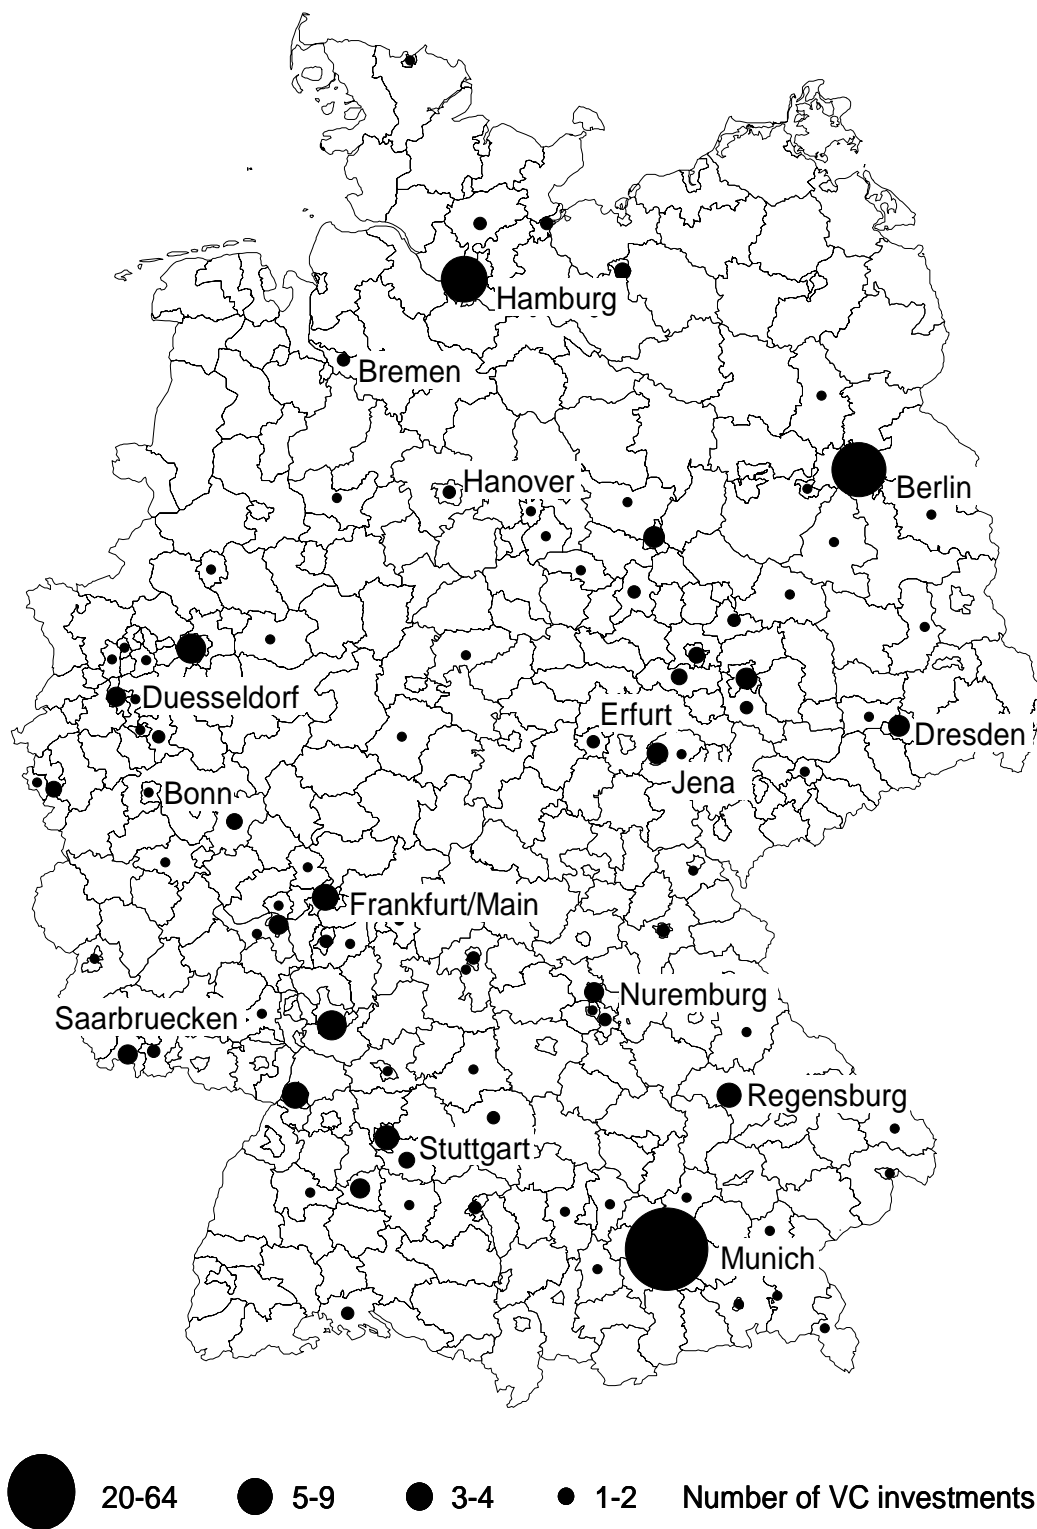 Hamburg
Bremen
Hanover
Berlin
Duesseldorf
Erfurt
Dresden
Jena
Bonn
Frankfurt/Main
Nuremburg
Saarbruecken
Regensburg
Stuttgart
Munich
20-64 5-9 3-4 1-2 Number of VC investments